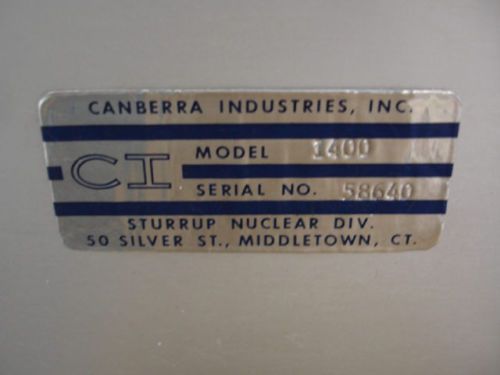 CANBERRA INDUSTRIES, INC.
CI
MODEL 1400
SERIAL NO. 58640
STURRUP NUCLEAR DIV.
50 SILVER ST., MIDDLETOWN, CT.